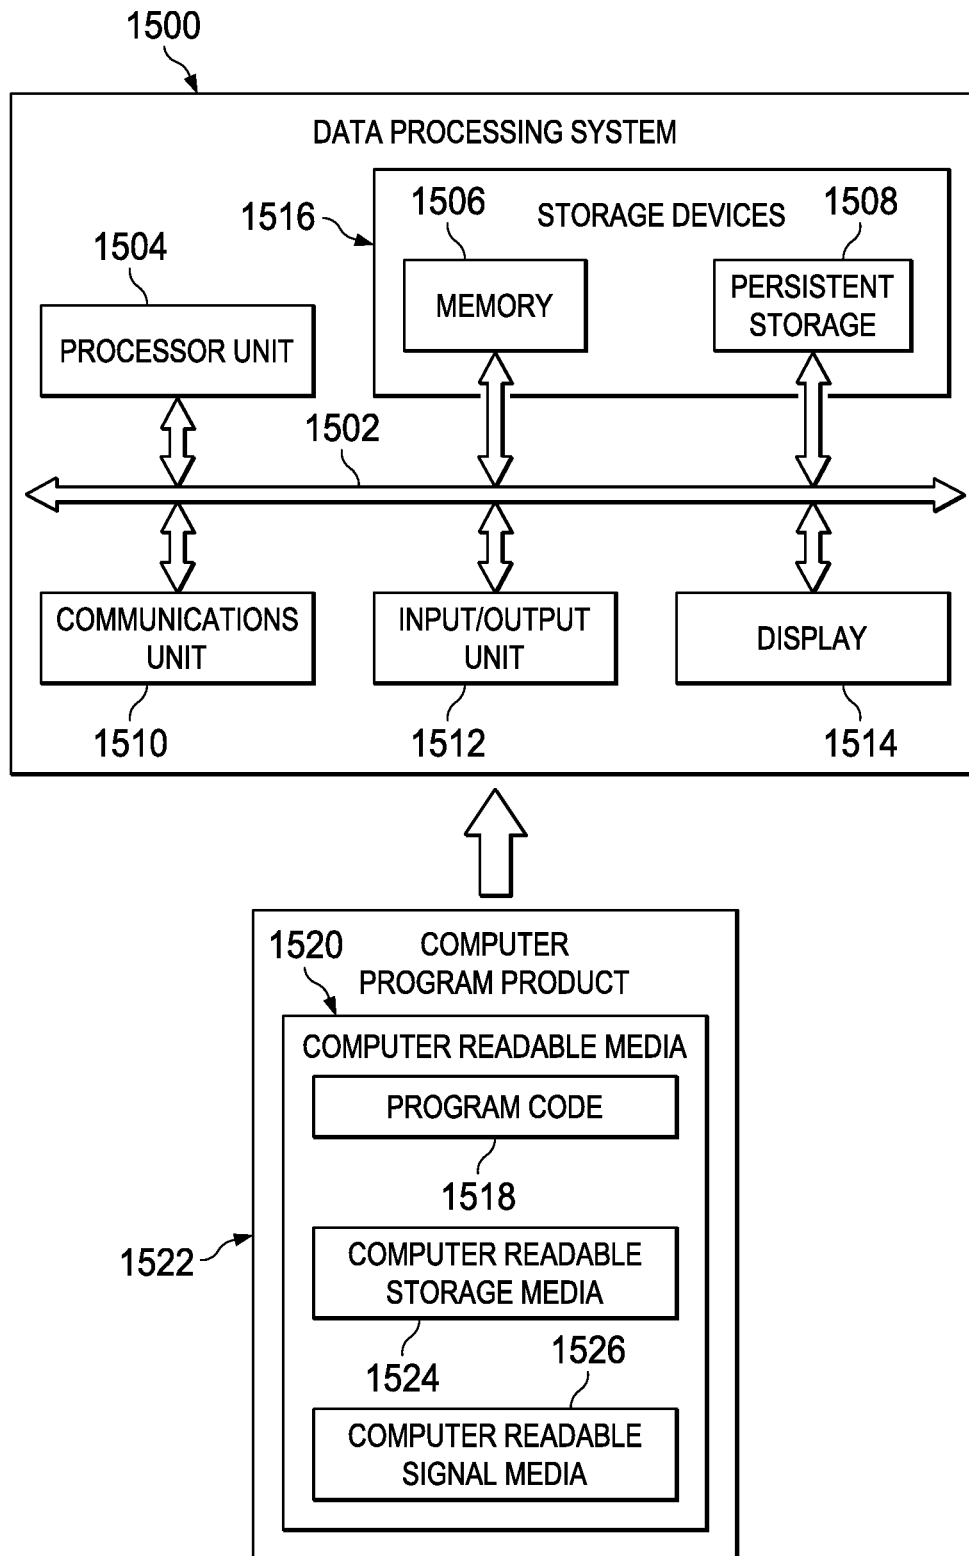 1500
DATA PROCESSING SYSTEM
1516
1506
STORAGE DEVICES
1508
1504
MEMORY
PERSISTENT
STORAGE
PROCESSOR UNIT
1502
COMMUNICATIONS
UNIT
INPUT/OUTPUT
UNIT
DISPLAY
1510
1512
1514
1520
COMPUTER
PROGRAM PRODUCT
COMPUTER READABLE MEDIA
PROGRAM CODE
1518
1522
COMPUTER READABLE
STORAGE MEDIA
1524
1526
COMPUTER READABLE
SIGNAL MEDIA